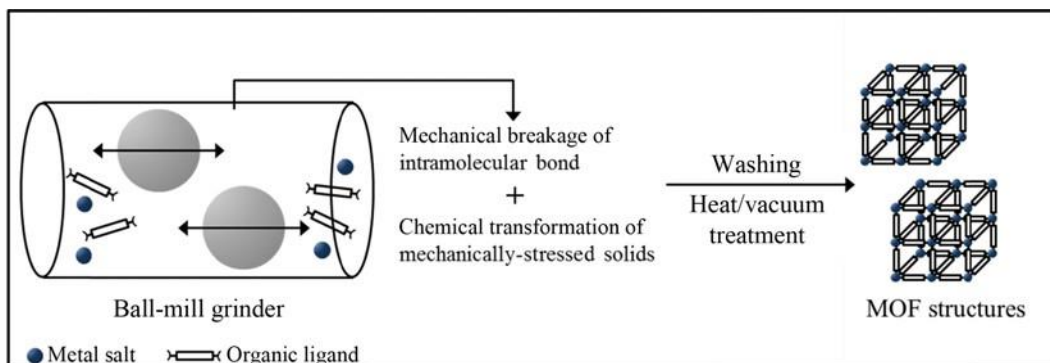 Mechanical breakage of
intramolecular bond
+
Chemical transformation of
mechanically-stressed solids
Washing
Heat/vacuum
treatment
Ball-mill grinder
MOF structures
Metal salt
Organic ligand